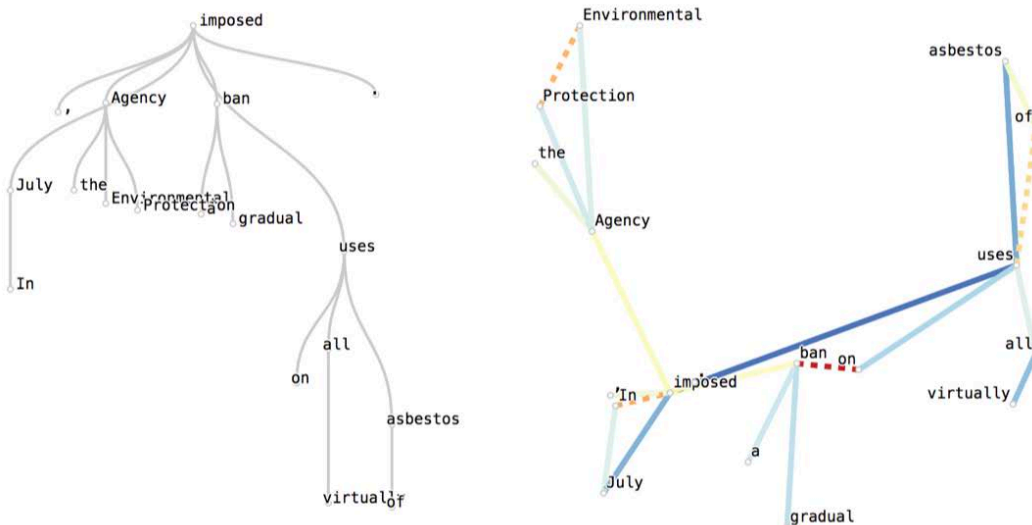 imposed
,
Agency
ban
.
July
the
Environmental
Protection
a
gradual
uses
In
all
on
asbestos
virtually
of
Environmental
asbestos
Protection
of
the
Agency
uses
ban on
all
imposed
.
,
In
virtually
a
July
gradual